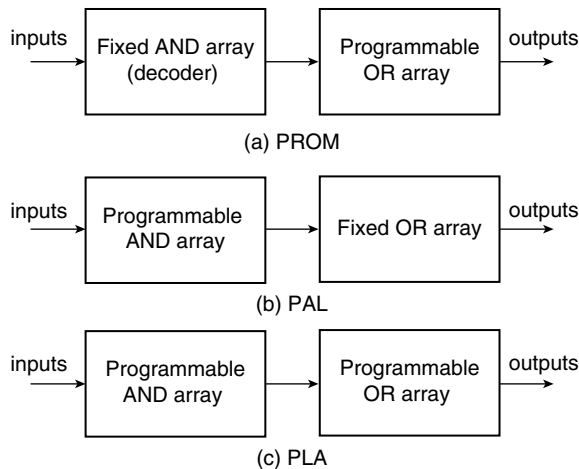 inputs
Fixed AND array
(decoder)
Programmable
OR array
outputs
(a) PROM
inputs
Programmable
AND array
Fixed OR array
outputs
(b) PAL
inputs
Programmable
AND array
Programmable
OR array
outputs
(c) PLA